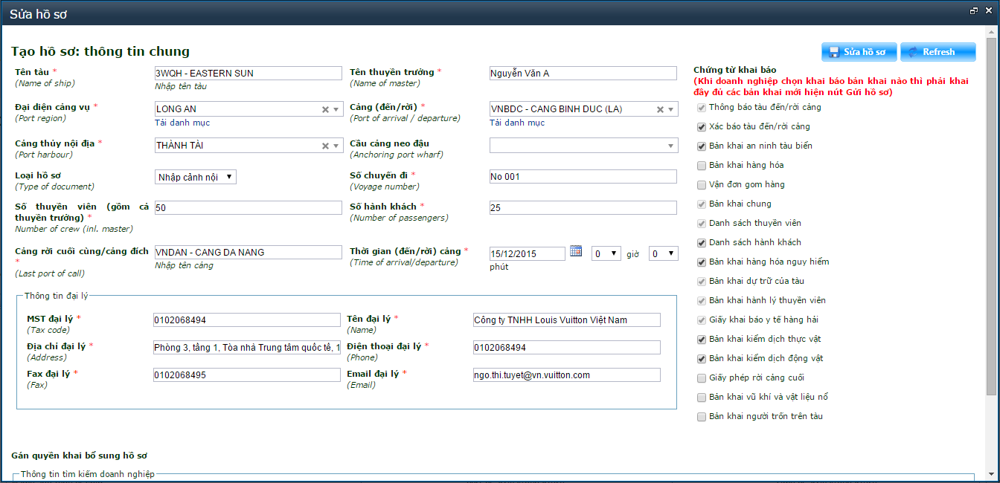 Sửa hồ sơ
Tạo hồ sơ: thông tin chung
Sửa hồ sơ
Refresh
Tên tàu *
(Name of ship)
3WQH - EASTERN SUN
Nhập tên tàu
Tên thuyền trưởng *
(Name of master)
Nguyễn Văn A
Đại diện cảng vụ *
(Port region)
LONG AN
Tải danh mục
Cảng (đến/rời) *
(Port of arrival / departure)
VNBDC - CANG BINH DUC (LA)
Tải danh mục
Cảng thủy nội địa *
(Port harbour)
THÀNH TÀI
Cầu cảng neo đậu
(Anchoring port wharf)
Loại hồ sơ
(Type of document)
Nhập cảnh nội
Số chuyến đi *
(Voyage number)
No 001
Số thuyền viên (gồm cả
thuyền trưởng) *
Number of crew (inl. master)
50
Số hành khách *
(Number of passengers)
25
Cảng rời cuối cùng/cảng đích
*
(Last port of call)
VNDAN - CANG DA NANG
Nhập tên cảng
Thời gian (đến/rời) cảng *
(Time of arrival/departure)
15/12/2015
0
giờ
0
phút
Thông tin đại lý
MST đại lý *
(Tax code)
0102068494
Tên đại lý *
(Name)
Công ty TNHH Louis Vuitton Việt Nam
Địa chỉ đại lý *
(Address)
Phòng 3, tầng 1, Tòa nhà Trung tâm quốc tế, 1
Điện thoại đại lý *
(Phone)
0102068494
Fax đại lý *
(Fax)
0102068495
Email đại lý *
(Email)
ngo.thi.tuyet@vn.vuitton.com
Chứng từ khai báo
(Khi doanh nghiệp chọn khai báo bản khai nào thì phải khai
đầy đủ các bản khai mới hiện nút Gửi hồ sơ)
Thông báo tàu đến/rời cảng
Xác báo tàu đến/rời cảng
Bản khai an ninh tàu biển
Bản khai hàng hóa
Vận đơn gom hàng
Bản khai chung
Danh sách thuyền viên
Danh sách hành khách
Bản khai hàng hóa nguy hiểm
Bản khai dự trữ của tàu
Bản khai hành lý thuyền viên
Giấy khai báo y tế hàng hải
Bản khai kiểm dịch thực vật
Bản khai kiểm dịch động vật
Giấy phép rời cảng cuối
Bản khai vũ khí và vật liệu nổ
Bản khai người trốn trên tàu
Gán quyền khai bổ sung hồ sơ
Thông tin tìm kiếm doanh nghiệp